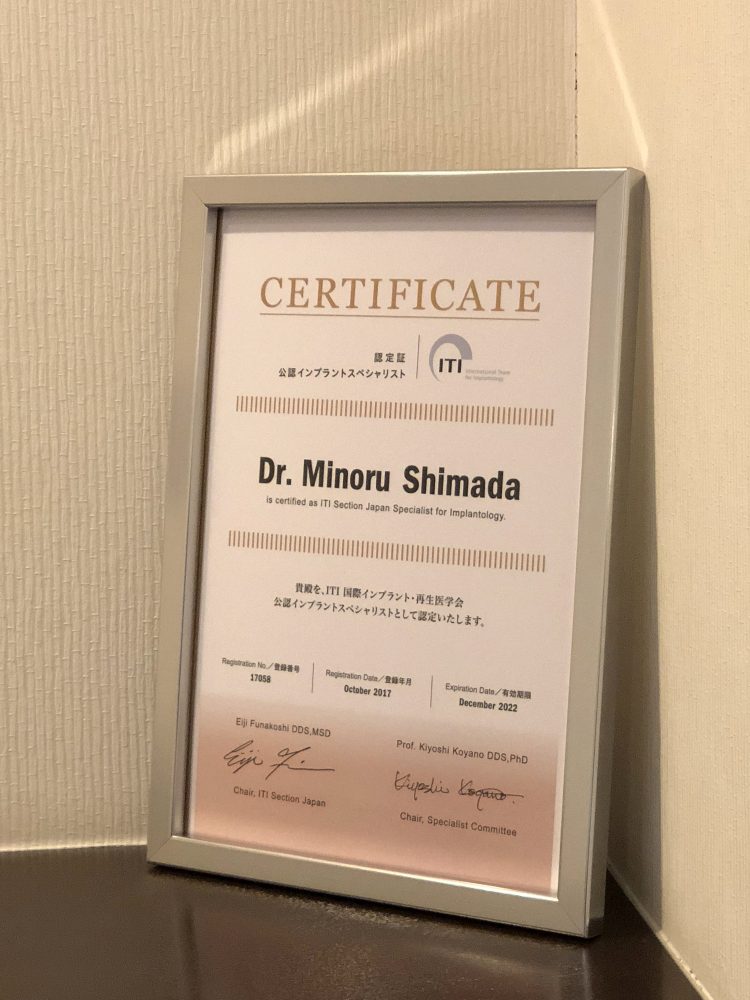 CERTIFICATE
認定証
公認インプラントスペシャリスト
ITI
International Team
for Implantology
Dr. Minoru Shimada
is certified as ITI Section Japan Specialist for Implantology.
貴殿を、ITI 国際インプラント・再生医学会
公認インプラントスペシャリストとして認定いたします。
Registration No.／登録番号
17058
Registration Date／登録年月
October 2017
Expiration Date／有効期限
December 2022
Eiji Funakoshi DDS,MSD
Chair, ITI Section Japan
Prof. Kiyoshi Koyano DDS,PhD
Kiyoshi Koyano
Chair, Specialist Committee